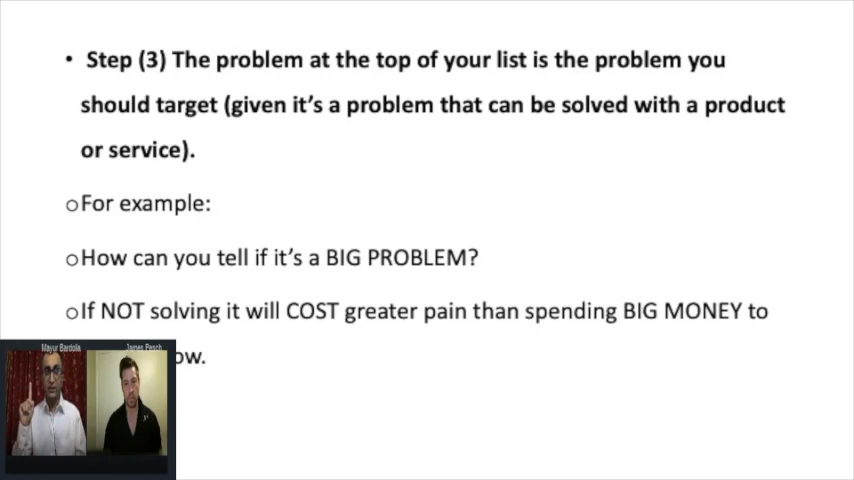 • Step (3) The problem at the top of your list is the problem you
should target (given it's a problem that can be solved with a product
or service).
oFor example:
oHow can you tell if it's a BIG PROBLEM?
oIf NOT solving it will COST greater pain than spending BIG MONEY to
ow.
Mayur Bardolia
James Pesch